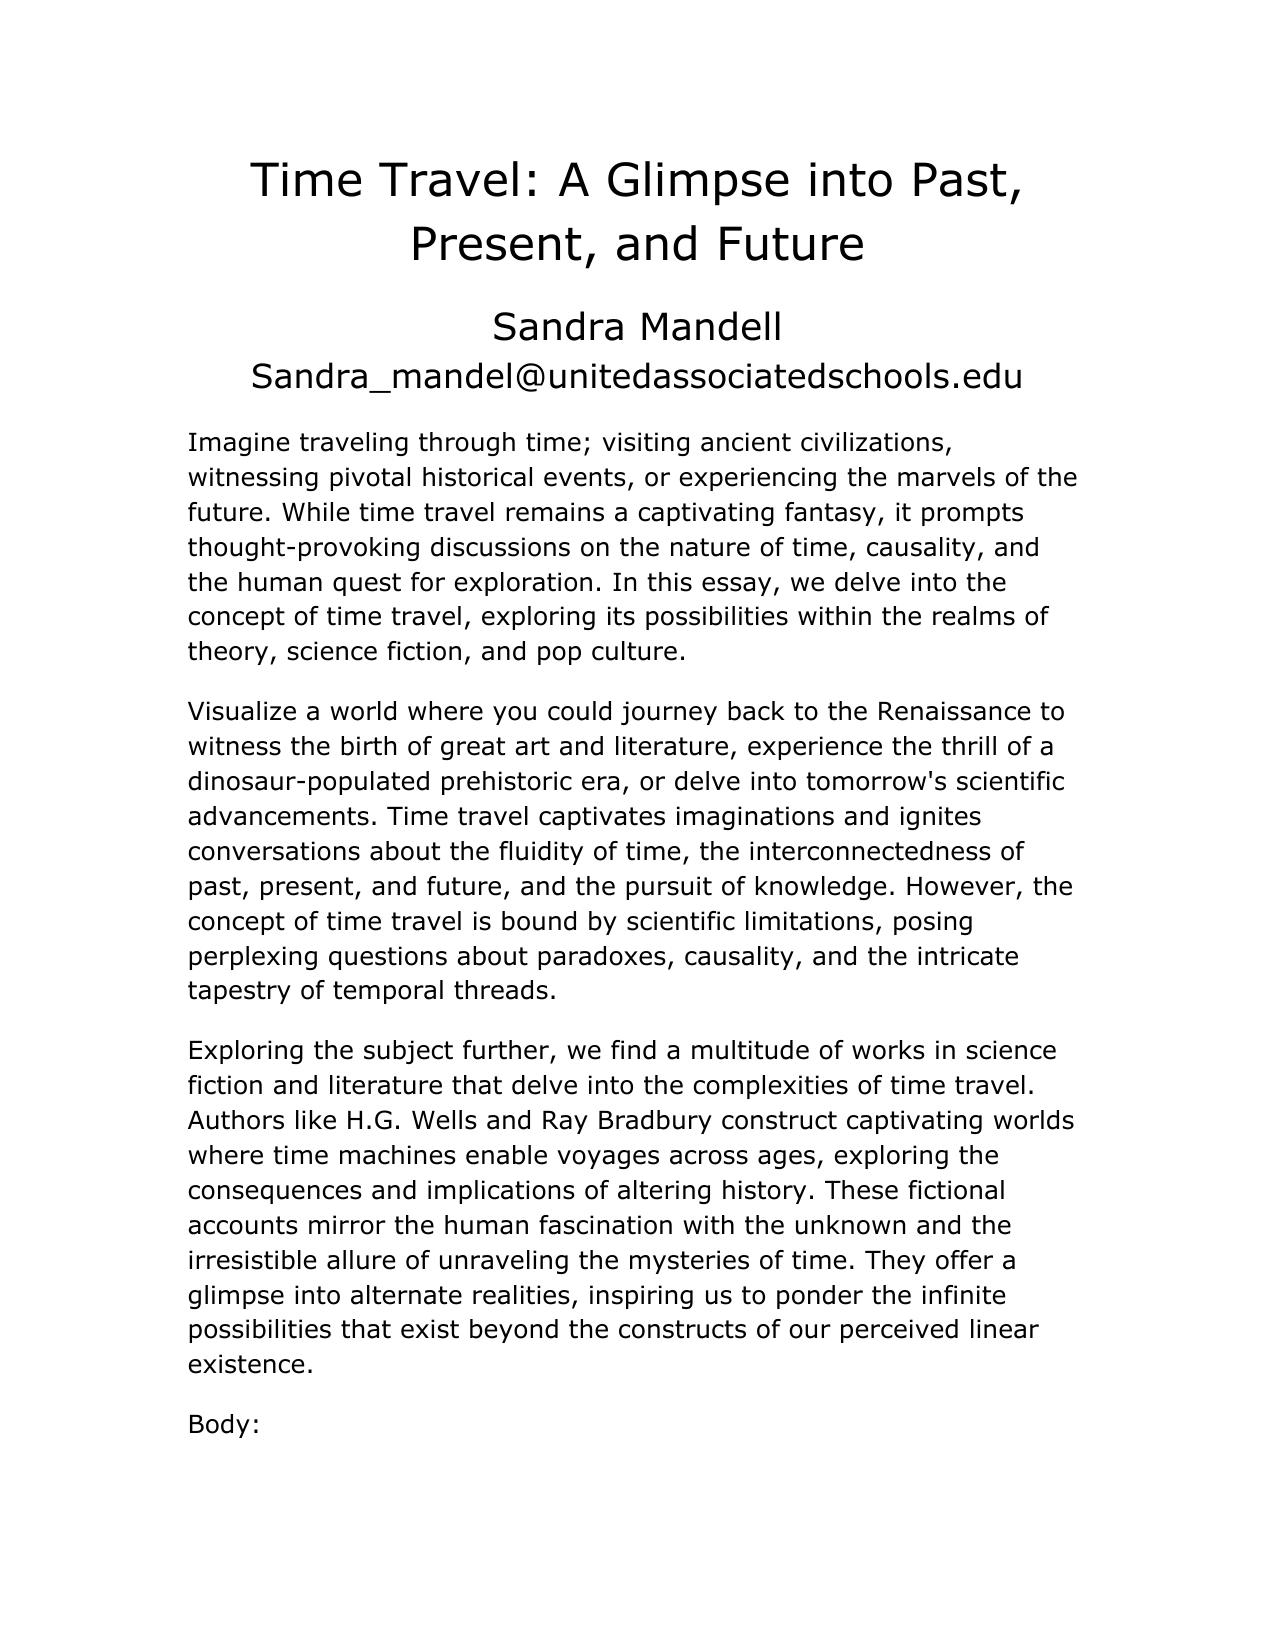 Time Travel: A Glimpse into Past,
Present, and Future
Sandra Mandell
Sandra_mandel@unitedassociatedschools.edu
Imagine traveling through time; visiting ancient civilizations,
witnessing pivotal historical events, or experiencing the marvels of the
future. While time travel remains a captivating fantasy, it prompts
thought-provoking discussions on the nature of time, causality, and
the human quest for exploration. In this essay, we delve into the
concept of time travel, exploring its possibilities within the realms of
theory, science fiction, and pop culture.
Visualize a world where you could journey back to the Renaissance to
witness the birth of great art and literature, experience the thrill of a
dinosaur-populated prehistoric era, or delve into tomorrow's scientific
advancements. Time travel captivates imaginations and ignites
conversations about the fluidity of time, the interconnectedness of
past, present, and future, and the pursuit of knowledge. However, the
concept of time travel is bound by scientific limitations, posing
perplexing questions about paradoxes, causality, and the intricate
tapestry of temporal threads.
Exploring the subject further, we find a multitude of works in science
fiction and literature that delve into the complexities of time travel.
Authors like H.G. Wells and Ray Bradbury construct captivating worlds
where time machines enable voyages across ages, exploring the
consequences and implications of altering history. These fictional
accounts mirror the human fascination with the unknown and the
irresistible allure of unraveling the mysteries of time. They offer a
glimpse into alternate realities, inspiring us to ponder the infinite
possibilities that exist beyond the constructs of our perceived linear
existence.
Body: